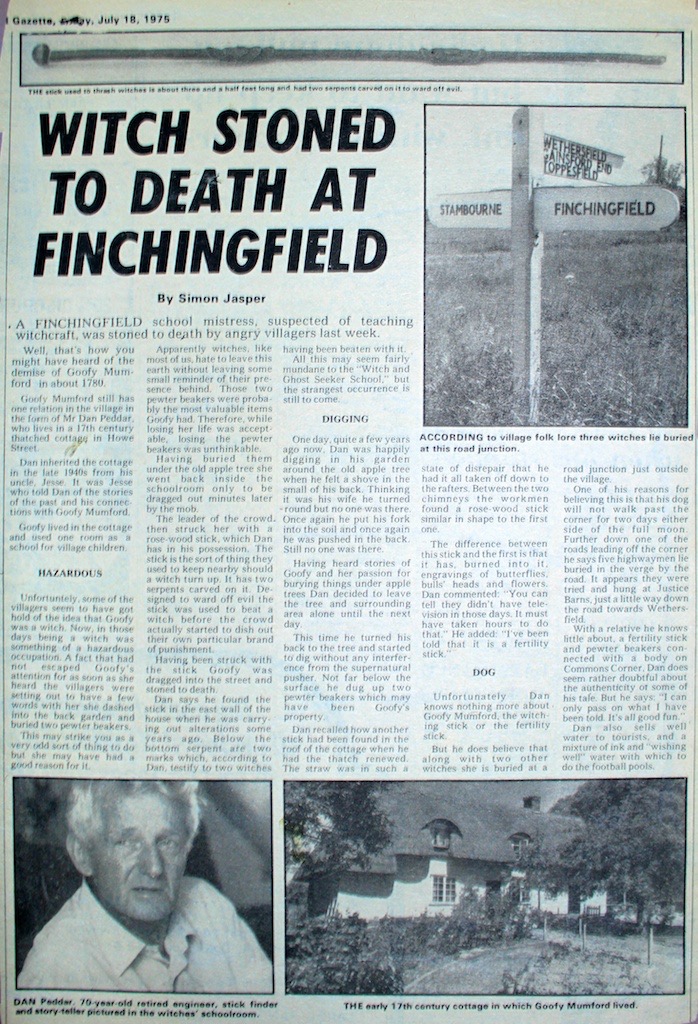 Gazette, Friday, July 18, 1975
THE stick used to thrash witches is about three and a half feet long and had two serpents carved on it to ward off evil.
WITCH STONED
TO DEATH AT
FINCHINGFIELD
By Simon Jasper
A FINCHINGFIELD school mistress, suspected of teaching
witchcraft, was stoned to death by angry villagers last week.
Well, that's how you
might have heard of the
demise of Goofy Mum-
ford in about 1780.
Goofy Mumford still has
one relation in the village in
the form of Mr Dan Peddar,
who lives in a 17th century
thatched cottage in Howe
Street.
Dan inherited the cottage
in the late 1940s from his
uncle, Jesse. It was Jesse
who told Dan of the stories
of the past and his connec-
tions with Goofy Mumford.
Goofy lived in the cottage
and used one room as a
school for village children.
HAZARDOUS
Unfortuntely, some of the
villagers seem to have got
hold of the idea that Goofy
was a witch. Now, in those
days being a witch was
something of a hazardous
occupation. A fact that had
not escaped Goofy's
attention for as soon as she
heard the villagers were
setting out to have a few
words with her she dashed
into the back garden and
buried two pewter beakers.
This may strike you as a
very odd sort of thing to do
but she may have had a
good reason for it.
Apparently witches, like
most of us, hate to leave this
earth without leaving some
small reminder of their pre-
sence behind. Those two
pewter beakers were proba-
bly the most valuable items
Goofy had. Therefore, while
losing her life was accept-
able, losing the pewter
beakers was unthinkable.
Having buried them
under the old apple tree she
went back inside the
schoolroom only to be
dragged out minutes later
by the mob.
The leader of the crowd,
then struck her with a
rose-wood stick, which Dan
has in his possession. The
stick is the sort of thing they
used to keep nearby should
a witch turn up. It has two
serpents carved on it. De-
signed to ward off evil the
stick was used to beat a
witch before the crowd
actually started to dish out
their own particular brand
of punishment.
Having been struck with
the stick Goofy was
dragged into the street and
stoned to death.
Dan says he found the
stick in the east wall of the
house when he was carry-
ing out alterations some
years ago. Below the
bottom serpent are two
marks which, according to
Dan, testify to two witches
having been beaten with it.
All this may seem fairly
mundane to the "Witch and
Ghost Seeker School," but
the strangest occurrence is
still to come.
DIGGING
One day, quite a few years
ago now, Dan was happily
digging in his garden
around the old apple tree
when he felt a shove in the
small of his back. Thinking
it was his wife he turned
round but no one was there.
Once again he put his fork
into the soil and once again
he was pushed in the back.
Still no one was there.
Having heard stories of
Goofy and her passion for
burying things under apple
trees Dan decided to leave
the tree and surrounding
area alone until the next
day.
This time he turned his
back to the tree and started
to dig without any interfer-
ence from the supernatural
pusher. Not far below the
surface he dug up two
pewter beakers which may
have been Goofy's
property.
Dan recalled how another
stick had been found in the
roof of the cottage when he
had the thatch renewed.
The straw was in such a
WETHERSFIELD
AINSFORD END
TOPPESFIELD
STAMBOURNE
FINCHINGFIELD
ACCORDING to village folk lore three witches lie buried
at this road junction.
state of disrepair that he
had it all taken off down to
the rafters. Between the two
chimneys the workmen
found a rose-wood stick
similar in shape to the first
one.
The difference between
this stick and the first is that
it has, burned into it,
engravings of butterflies,
bulls' heads and flowers.
Dan commented: "You can
tell they didn't have tele-
vision in those days. It must
have taken hours to do
that." He added: "I've been
told that it is a fertility
stick."
DOG
Unfortunately Dan
knows nothing more about
Goofy Mumford, the witch-
ing stick or the fertility
stick.
But he does believe that
along with two other
witches she is buried at a
road junction just outside
the village.
One of his reasons for
believing this is that his dog
will not walk past the
corner for two days either
side of the full moon.
Further down one of the
roads leading off the corner
he says five highwaymen lie
buried in the verge by the
road. It appears they were
tried and hung at Justice
Barns, just a little way down
the road towards Wethers-
field.
With a relative he knows
little about, a fertility stick
and pewter beakers con-
nected with a body on
Commons Corner, Dan does
seem rather doubtful about
the authenticity of some of
his tale. But he says: "I can
only pass on what I have
been told. It's all good fun."
Dan also sells well
water to tourists, and a
mixture of ink and "wishing
well" water with which to
do the football pools.
DAN Peddar, 70-year-old retired engineer, stick finder
and story-teller pictured in the witches' schoolroom.
THE early 17th century cottage in which Goofy Mumford lived.